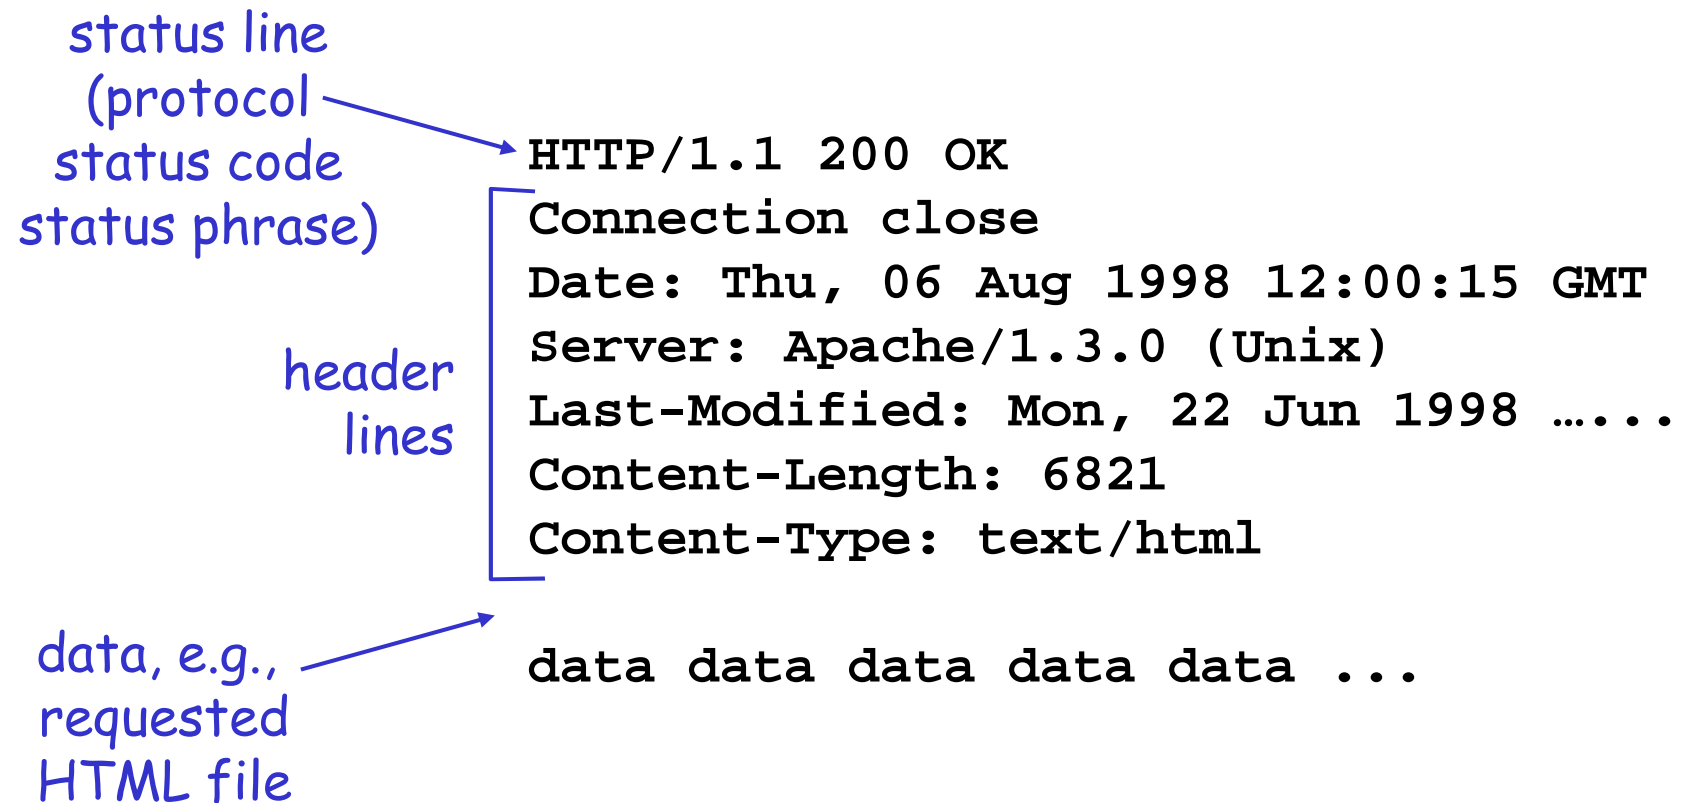 status line
(protocol
status code
status phrase)
HTTP/1.1 200 OK
Connection close
Date: Thu, 06 Aug 1998 12:00:15 GMT
Server: Apache/1.3.0 (Unix)
Last-Modified: Mon, 22 Jun 1998 …...
Content-Length: 6821
Content-Type: text/html
header
lines
data, e.g.,
requested
HTML file
data data data data data ...